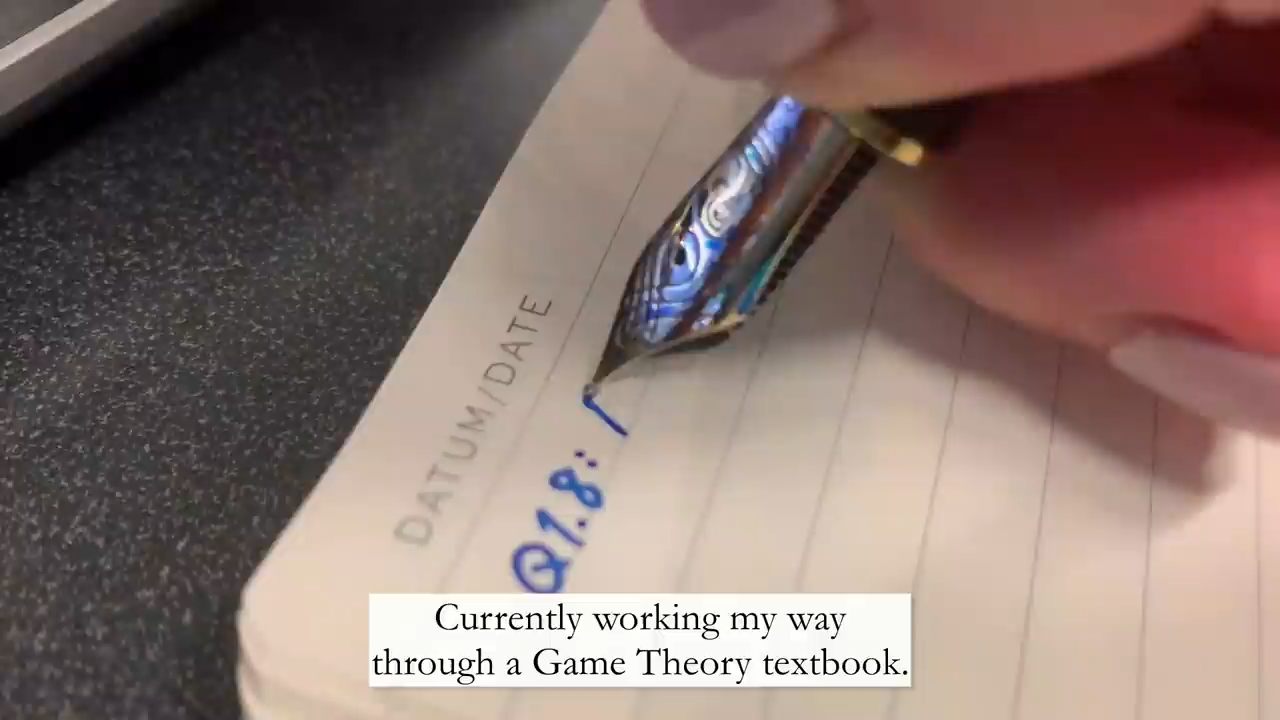 DATUM/DATE
Q1.8:
Currently working my way
through a Game Theory textbook.